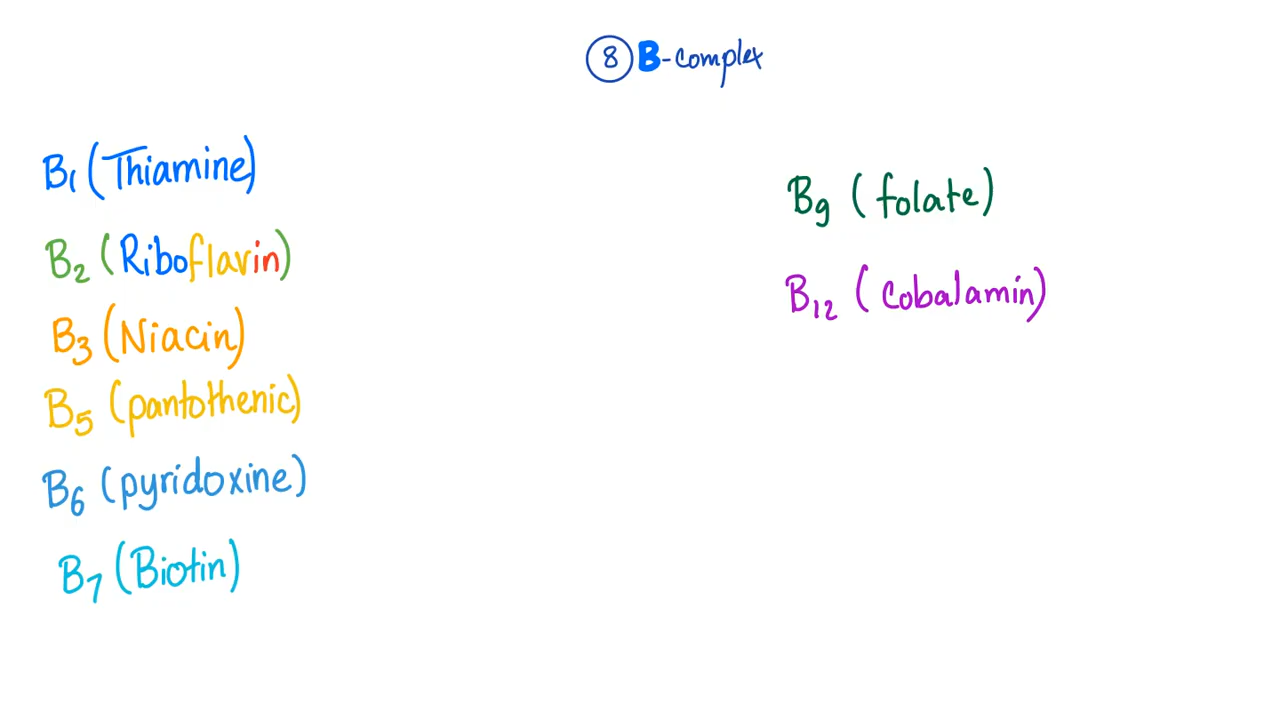 8 B-complex
B1 (Thiamine)
B2 (Riboflavin)
B3 (Niacin)
B5 (pantothenic)
B6 (pyridoxine)
B7 (Biotin)
B9 (folate)
B12 (Cobalamin)